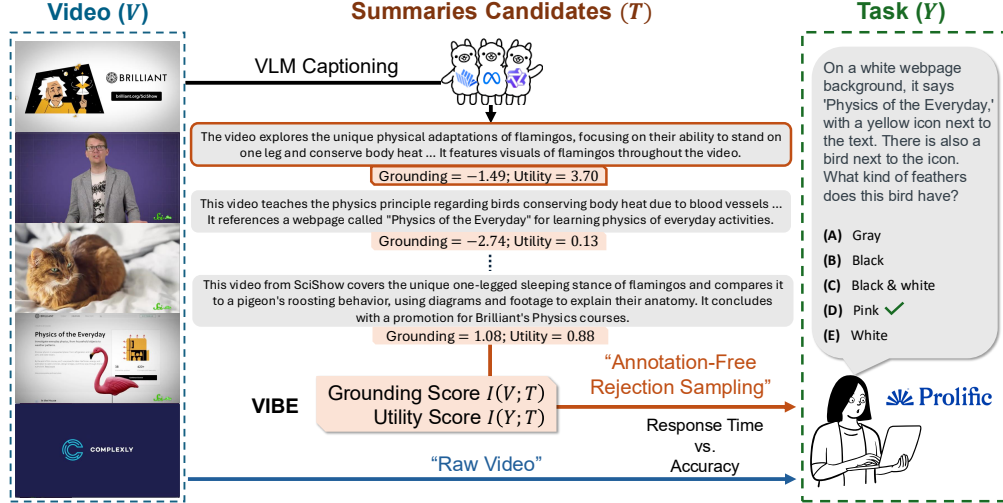 Video (V)
Summaries Candidates (T)
Task (Y)
BRILLIANT
brilliant.org/SciShow
Sci
Sci
Physics of the Everyday
Sci
COMPLEXLY
VLM Captioning
The video explores the unique physical adaptations of flamingos, focusing on their ability to stand on
one leg and conserve body heat ... It features visuals of flamingos throughout the video.
Grounding = −1.49; Utility = 3.70
This video teaches the physics principle regarding birds conserving body heat due to blood vessels ...
It references a webpage called "Physics of the Everyday" for learning physics of everyday activities.
Grounding = −2.74; Utility = 0.13
This video from SciShow covers the unique one-legged sleeping stance of flamingos and compares it
to a pigeon's roosting behavior, using diagrams and footage to explain their anatomy. It concludes
with a promotion for Brilliant's Physics courses.
Grounding = 1.08; Utility = 0.88
VIBE
Grounding Score I(V; T)
Utility Score I(Y; T)
“Annotation-Free
Rejection Sampling”
Response Time
vs.
Accuracy
“Raw Video”
On a white webpage
background, it says
'Physics of the Everyday,'
with a yellow icon next to
the text. There is also a
bird next to the icon.
What kind of feathers
does this bird have?
(A) Gray
(B) Black
(C) Black & white
(D) Pink
(E) White
Prolific